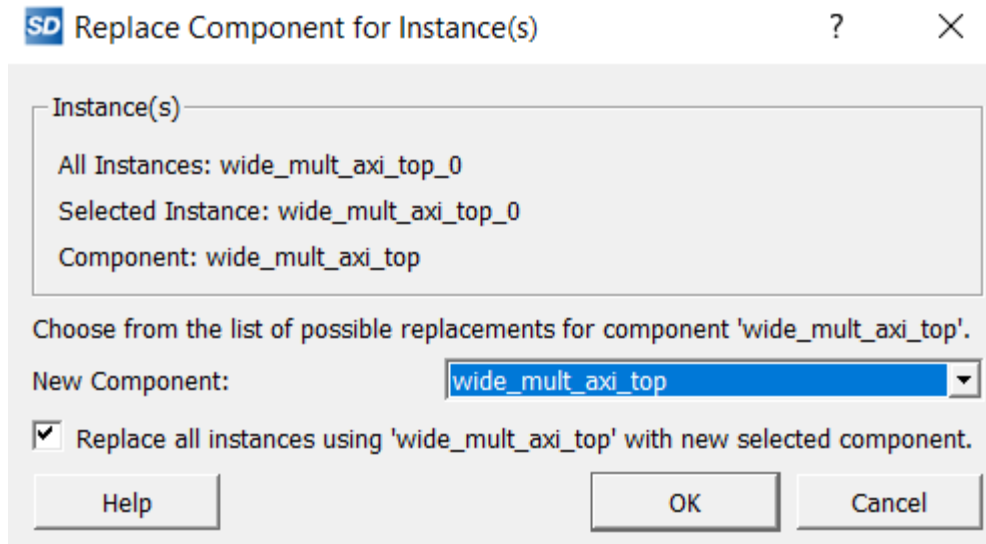 SD Replace Component for Instance(s) ?
Instance(s)
All Instances: wide_mult_axi_top_0
Selected Instance: wide_mult_axi_top_0
Component: wide_mult_axi_top
Choose from the list of possible replacements for component 'wide_mult_axi_top'.
New Component: wide_mult_axi_top
Replace all instances using 'wide_mult_axi_top' with new selected component.
Help OK Cancel